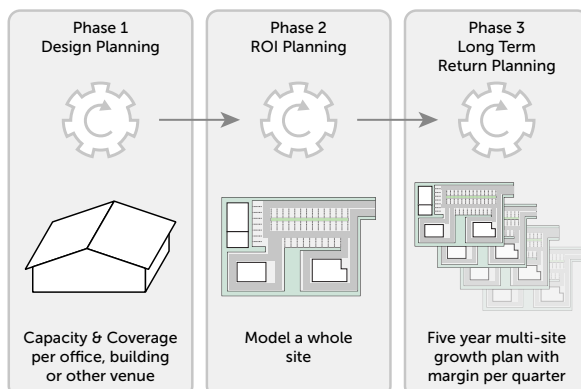 Phase 1
Design Planning
Capacity & Coverage
per office, building
or other venue
Phase 2
ROI Planning
Model a whole
site
Phase 3
Long Term
Return Planning
Five year multi-site
growth plan with
margin per quarter